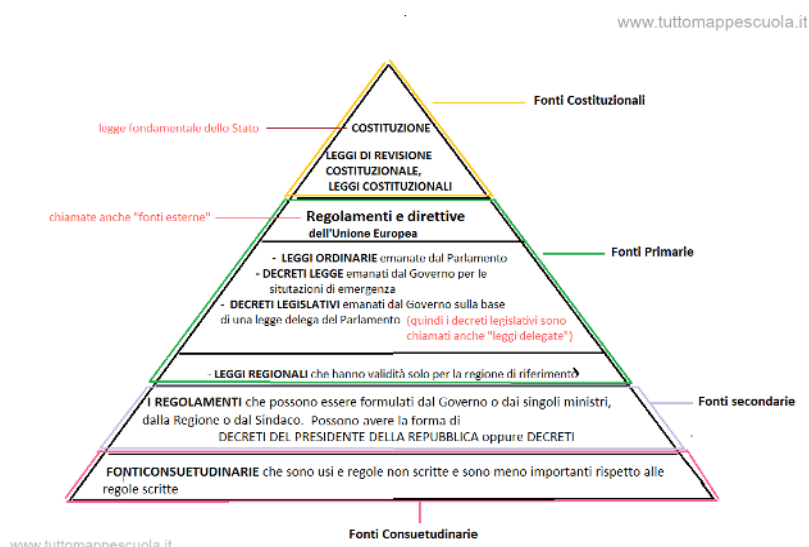 www.tuttomappescuola.it
Fonti Costituzionali
legge fondamentale dello Stato
COSTITUZIONE
LEGGI DI REVISIONE
COSTITUZIONALE,
LEGGI COSTITUZIONALI
chiamate anche "fonti esterne"
Regolamenti e direttive
dell'Unione Europea
Fonti Primarie
- LEGGI ORDINARIE emanate dal Parlamento
- DECRETI LEGGE emanati dal Governo per le
situtazioni di emergenza
- DECRETI LEGISLATIVI emanati dal Governo sulla base
di una legge delega del Parlamento (quindi i decreti legislativi sono
chiamati anche "leggi delegate")
- LEGGI REGIONALI che hanno validità solo per la regione di riferimento
Fonti secondarie
I REGOLAMENTI che possono essere formulati dal Governo o dai singoli ministri,
dalla Regione o dal Sindaco. Possono avere la forma di
DECRETI DEL PRESIDENTE DELLA REPUBBLICA oppure DECRETI
FONTICONSUETUDINARIE che sono usi e regole non scritte e sono meno importanti rispetto alle
regole scritte
Fonti Consuetudinarie
www.tuttomappescuola.it